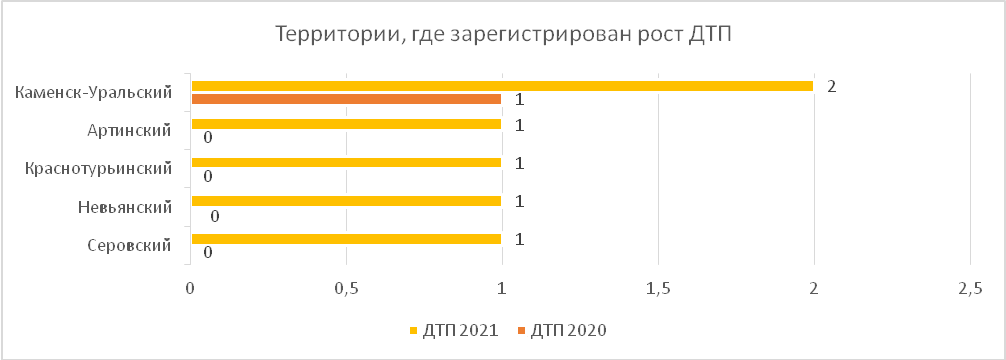 Территории, где зарегистрирован рост ДТП
Каменск-Уральский
2
1
Артинский
1
0
Краснотурьинский
1
0
Невьянский
1
0
Серовский
1
0
0 0,5 1 1,5 2 2,5
ДТП 2021 ДТП 2020